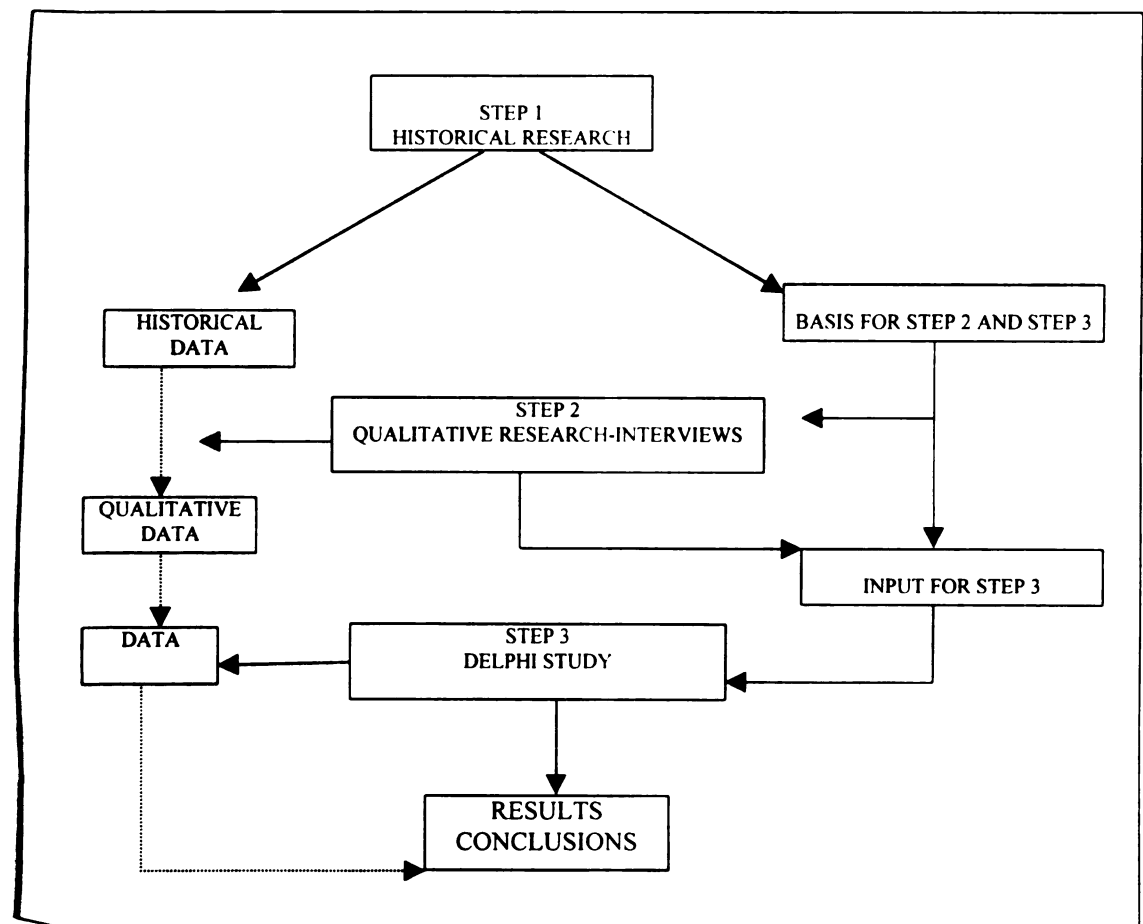 STEP 1
HISTORICAL RESEARCH
HISTORICAL
DATA
BASIS FOR STEP 2 AND STEP 3
STEP 2
QUALITATIVE RESEARCH-INTERVIEWS
QUALITATIVE
DATA
INPUT FOR STEP 3
DATA
STEP 3
DELPHI STUDY
RESULTS
CONCLUSIONS